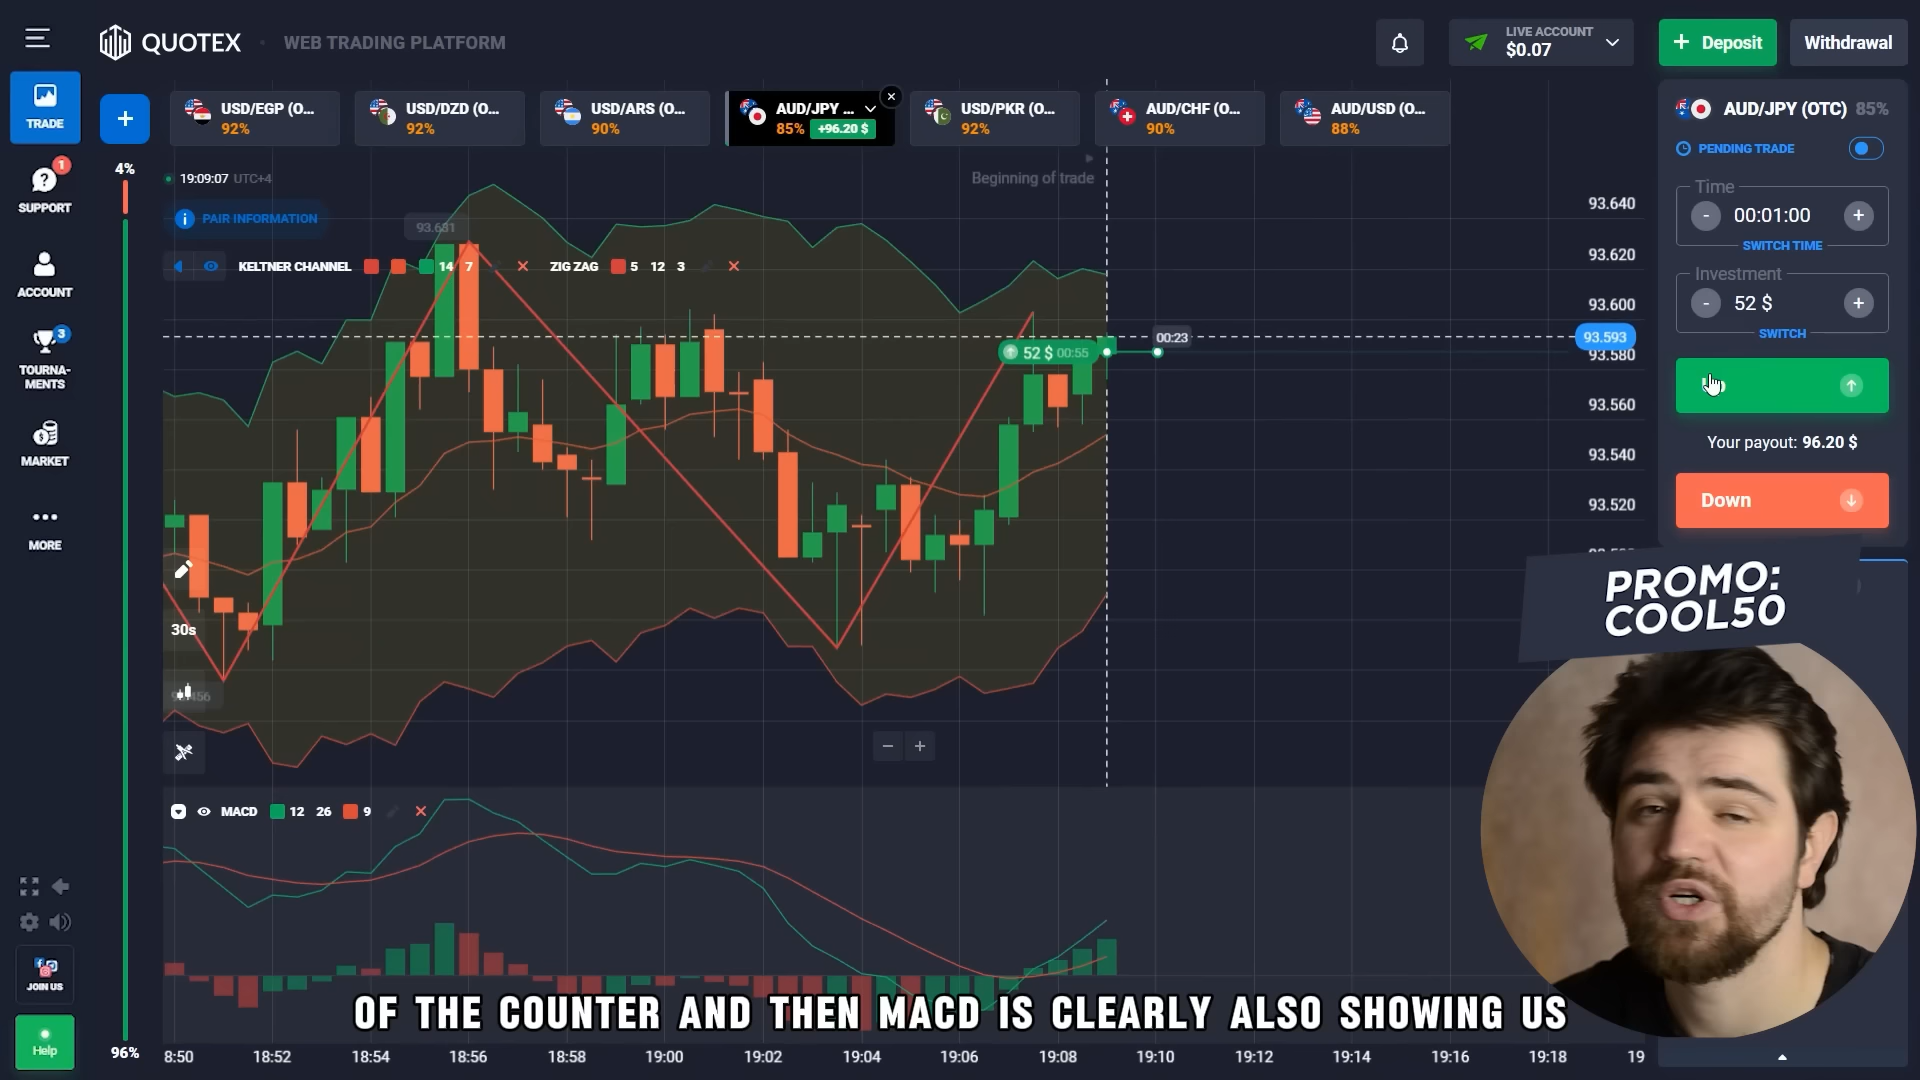 QUOTEX
WEB TRADING PLATFORM
LIVE ACCOUNT
$0.07
Deposit
Withdrawal
TRADE
USD/EGP (O...
92%
USD/DZD (O...
92%
USD/ARS (O...
90%
AUD/JPY ...
85% +96.20 $
USD/PKR (O...
92%
AUD/CHF (O...
90%
AUD/USD (O...
88%
AUD/JPY (OTC) 85%
PENDING TRADE
4%
1
SUPPORT
19:09:07 UTC+4
Beginning of trade
PAIR INFORMATION
93.631
KELTNER CHANNEL 14 7
ZIG ZAG 5 12 3
93.640
93.620
93.600
93.593
93.580
93.560
93.540
93.520
Time
- 00:01:00 +
SWITCH TIME
Investment
- 52 $ +
SWITCH
ACCOUNT
3
TOURNA-
MENTS
MARKET
MORE
00:23
52 $ 00:55
Your payout: 96.20 $
Down
PROMO:
COOL50
30s
MACD 12 26 9
JOIN US
Help
96%
OF THE COUNTER AND THEN MACD IS CLEARLY ALSO SHOWING US
8:50 18:52 18:54 18:56 18:58 19:00 19:02 19:04 19:06 19:08 19:10 19:12 19:14 19:16 19:18 19